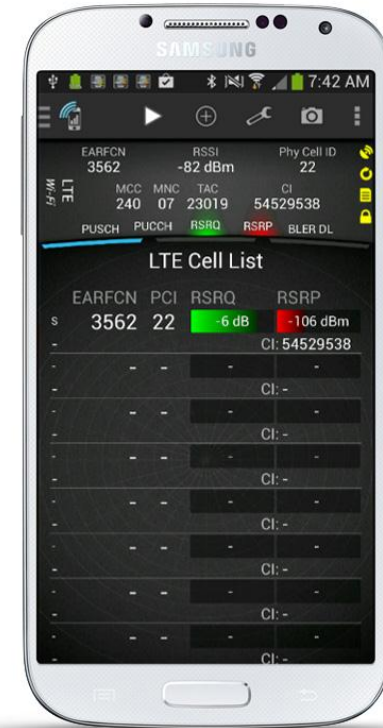 SAMSUNG
7:42 AM
EARFCN RSSI Phy Cell ID
3562 -82 dBm 22
LTE
Wi-Fi
MCC MNC TAC CI
240 07 23019 54529538
PUSCH PUCCH RSRQ RSRP BLER DL
LTE Cell List
EARFCN PCI RSRQ RSRP
S 3562 22 -6 dB -106 dBm
- CI: 54529538
- - - -
- CI: -
- - - -
- CI: -
- - - -
- CI: -
- - - -
- CI: -
- - - -
- CI: -
- - - -
- CI: -
- - - -
- CI: -